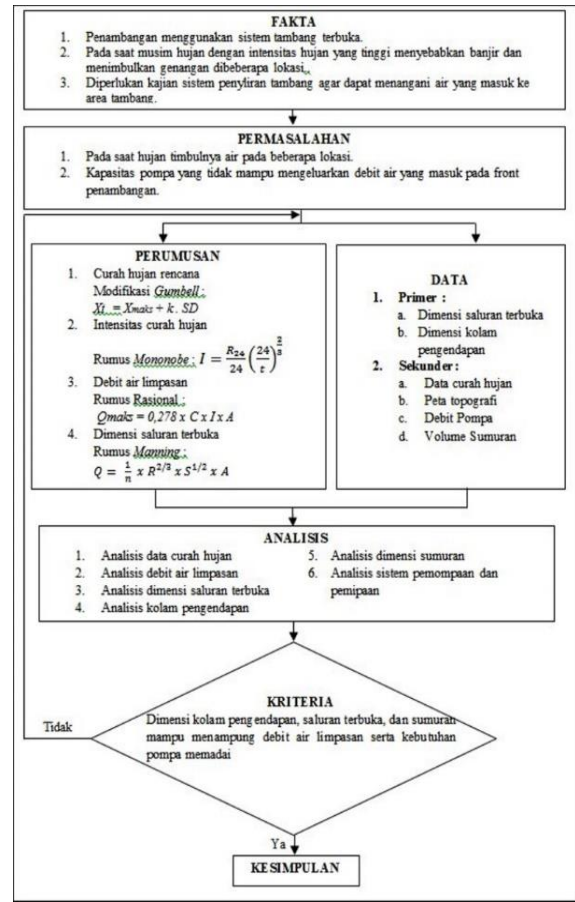 FAKTA
1. Penambangan menggunakan sistem tambang terbuka.
2. Pada saat musim hujan dengan intensitas hujan yang tinggi menyebabkan banjir dan
menimbulkan genangan dibeberapa lokasi,,
3. Diperlukan kajian sistem penyliran tambang agar dapat menangani air yang masuk ke
area tambang.
PERMASALAHAN
1. Pada saat hujan timbulnya air pada beberapa lokasi.
2. Kapasitas pompa yang tidak mampu mengeluarkan debit air yang masuk pada front
penambangan.
PERUMUSAN
1. Curah hujan rencana
Modifikasi Gumbell :
Xt = Xmaks + k . SD
2. Intensitas curah hujan
Rumus Mononobe : I = R₂₄/24 (24/t)^(2/3)
3. Debit air limpasan
Rumus Rasional :
Qmaks = 0,278 x C x I x A
4. Dimensi saluran terbuka
Rumus Manning :
Q = 1/n x R^(2/3) x S^(1/2) x A
DATA
1. Primer :
a. Dimensi saluran terbuka
b. Dimensi kolam
pengendapan
2. Sekunder :
a. Data curah hujan
b. Peta topografi
c. Debit Pompa
d. Volume Sumuran
ANALISIS
1. Analisis data curah hujan
2. Analisis debit air limpasan
3. Analisis dimensi saluran terbuka
4. Analisis kolam pengendapan
5. Analisis dimensi sumuran
6. Analisis sistem pemompaan dan
pemipaan
KRITERIA
Dimensi kolam pengendapan, saluran terbuka, dan sumuran
mampu menampung debit air limpasan serta kebutuhan
pompa memadai
Tidak
Ya
KESIMPULAN